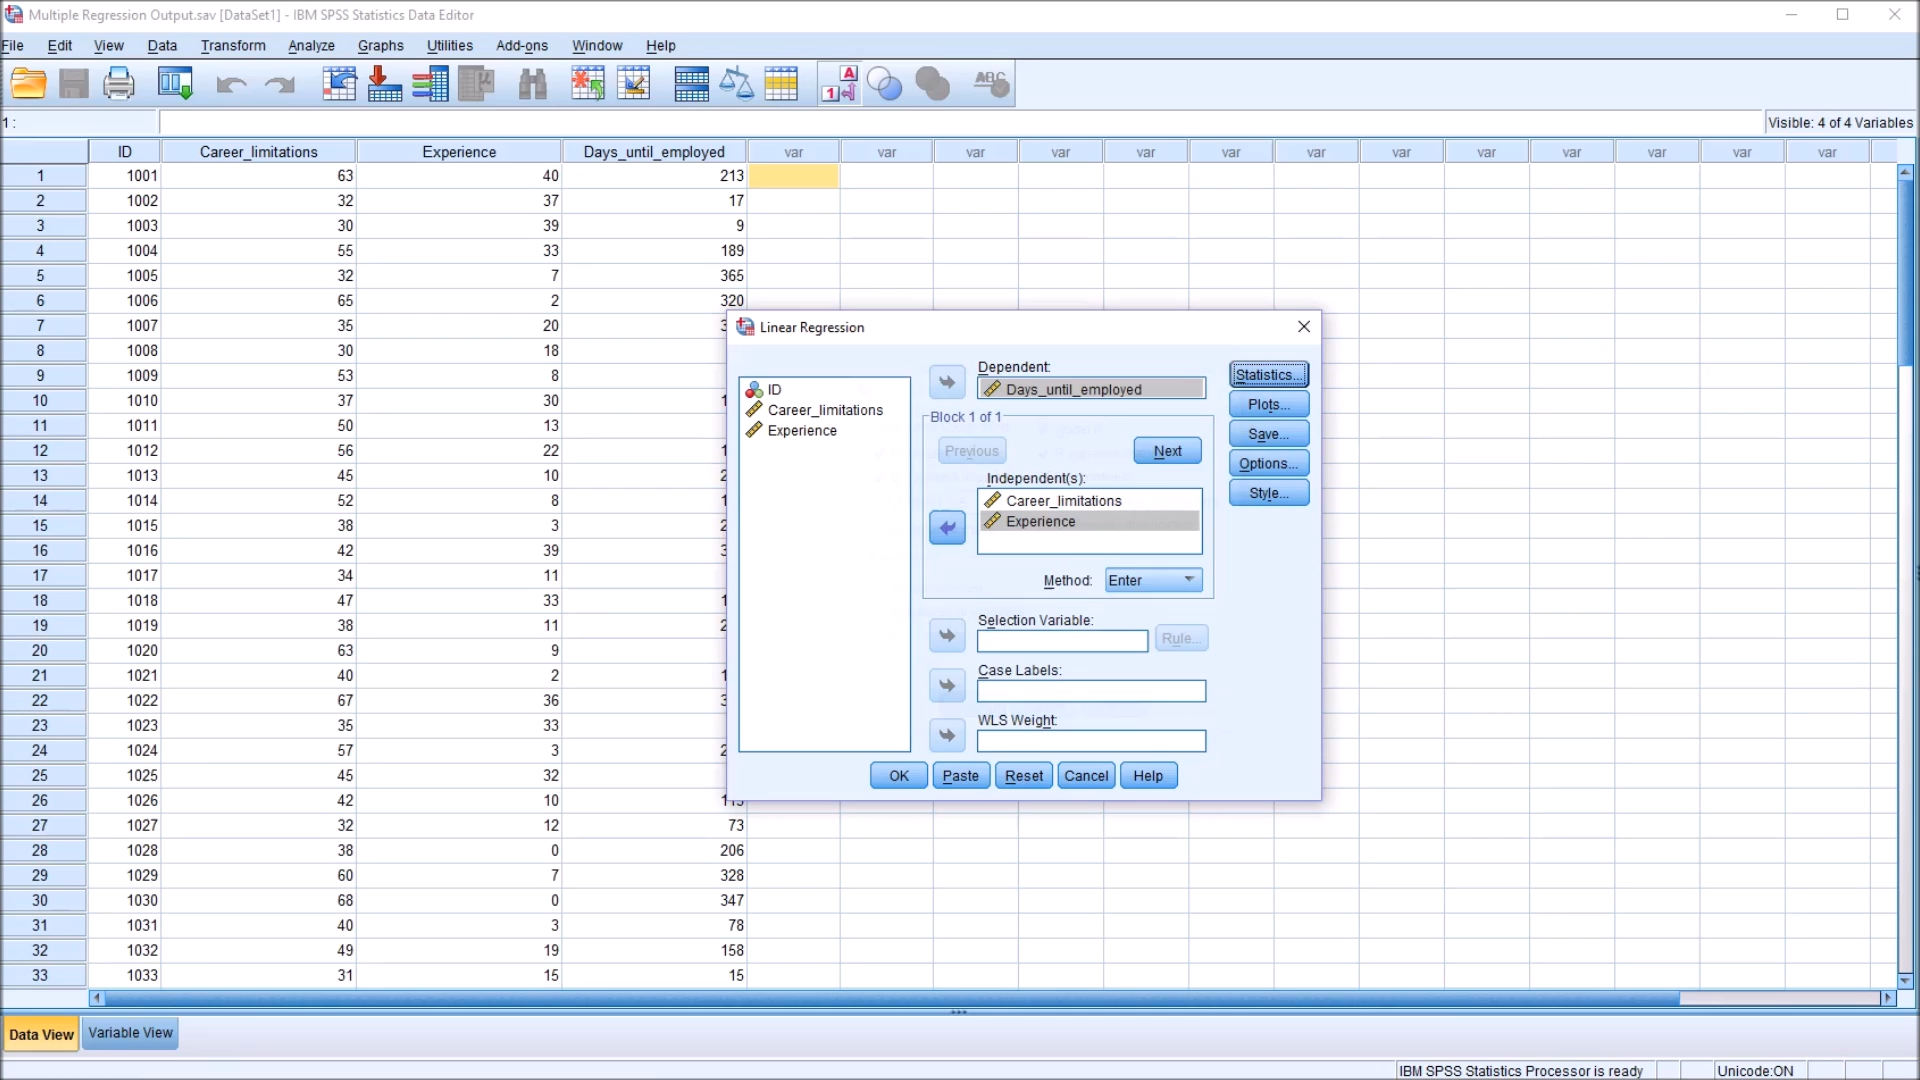 Multiple Regression Output.sav [DataSet1] - IBM SPSS Statistics Data Editor
File Edit View Data Transform Analyze Graphs Utilities Add-ons Window Help
1 :
Visible: 4 of 4 Variables
ID Career_limitations Experience Days_until_employed var var var var var var var var var var var var var
1 1001 63 40 213
2 1002 32 37 17
3 1003 30 39 9
4 1004 55 33 189
5 1005 32 7 365
6 1006 65 2 320
7 1007 35 20
8 1008 30 18
9 1009 53 8
10 1010 37 30
11 1011 50 13
12 1012 56 22
13 1013 45 10
14 1014 52 8
15 1015 38 3
16 1016 42 39
17 1017 34 11
18 1018 47 33
19 1019 38 11
20 1020 63 9
21 1021 40 2
22 1022 67 36
23 1023 35 33
24 1024 57 3
25 1025 45 32
26 1026 42 10
27 1027 32 12 73
28 1028 38 0 206
29 1029 60 7 328
30 1030 68 0 347
31 1031 40 3 78
32 1032 49 19 158
33 1033 31 15 15
Linear Regression
ID
Career_limitations
Experience
Dependent:
Days_until_employed
Block 1 of 1
Previous Next
Independent(s):
Career_limitations
Experience
Method: Enter
Selection Variable:
Rule...
Case Labels:
WLS Weight:
Statistics...
Plots...
Save...
Options...
Style...
OK Paste Reset Cancel Help
Data View Variable View
IBM SPSS Statistics Processor is ready Unicode:ON